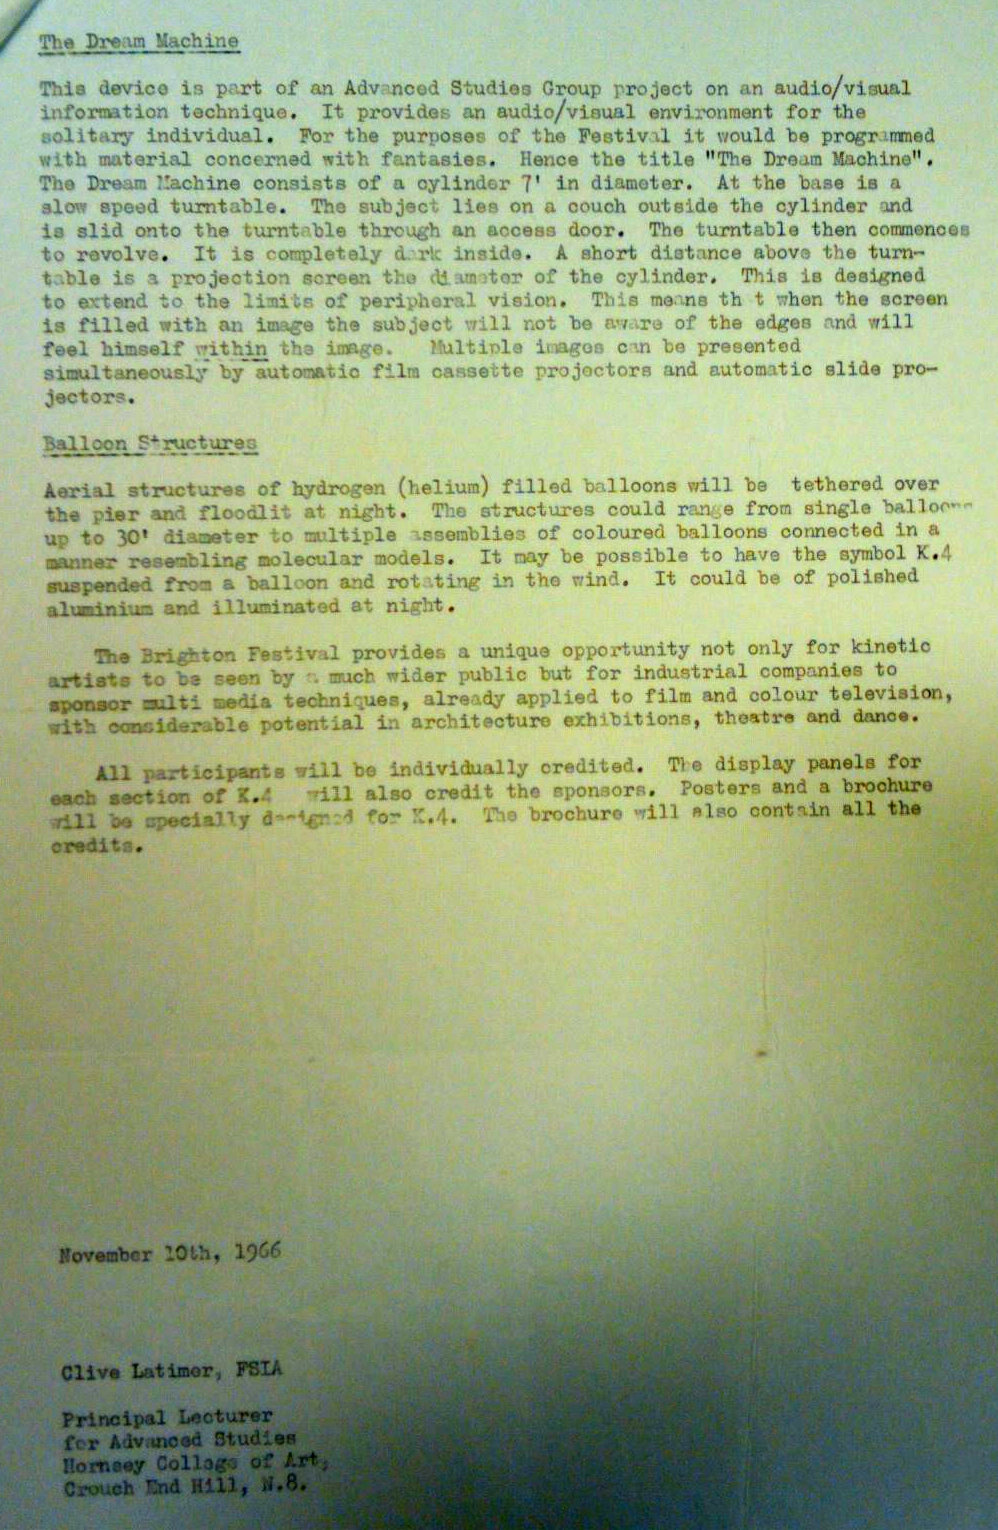 The Dream Machine
This device is part of an Advanced Studies Group project on an audio/visual
information technique. It provides an audio/visual environment for the
solitary individual. For the purposes of the Festival it would be programmed
with material concerned with fantasies. Hence the title "The Dream Machine".
The Dream Machine consists of a cylinder 7' in diameter. At the base is a
slow speed turntable. The subject lies on a couch outside the cylinder and
is slid onto the turntable through an access door. The turntable then commences
to revolve. It is completely dark inside. A short distance above the turn-
table is a projection screen the diameter of the cylinder. This is designed
to extend to the limits of peripheral vision. This means th t when the screen
is filled with an image the subject will not be aware of the edges and will
feel himself within the image. Multiple images can be presented
simultaneously by automatic film cassette projectors and automatic slide pro-
jectors.
Balloon Structures
Aerial structures of hydrogen (helium) filled balloons will be tethered over
the pier and floodlit at night. The structures could range from single balloons
up to 30' diameter to multiple assemblies of coloured balloons connected in a
manner resembling molecular models. It may be possible to have the symbol K.4
suspended from a balloon and rotating in the wind. It could be of polished
aluminium and illuminated at night.
The Brighton Festival provides a unique opportunity not only for kinetic
artists to be seen by a much wider public but for industrial companies to
sponsor multi media techniques, already applied to film and colour television,
with considerable potential in architecture exhibitions, theatre and dance.
All participants will be individually credited. The display panels for
each section of K.4 will also credit the sponsors. Posters and a brochure
will be specially designed for K.4. The brochure will also contain all the
credits.
November 10th, 1966
Clive Latimer, FSIA
Principal Lecturer
for Advanced Studies
Hornsey College of Art,
Crouch End Hill, N.8.